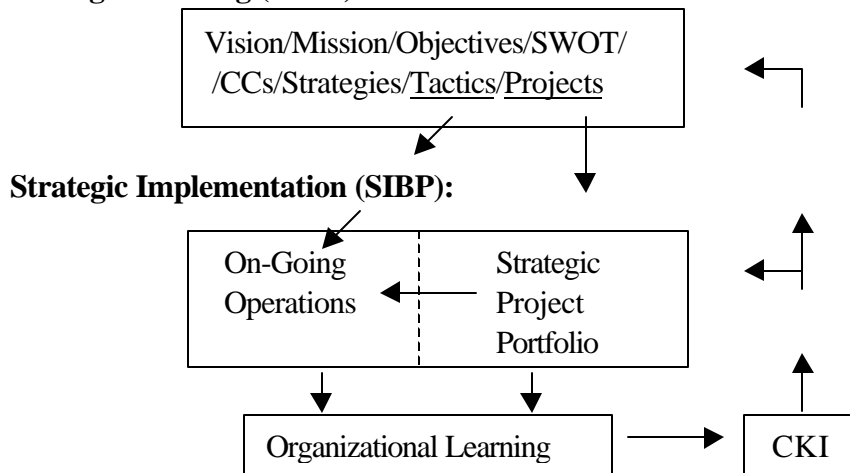 Vision/Mission/Objectives/SWOT/
/CCs/Strategies/Tactics/Projects
Strategic Implementation (SIBP):
On-Going Operations
Strategic Project Portfolio
Organizational Learning
CKI